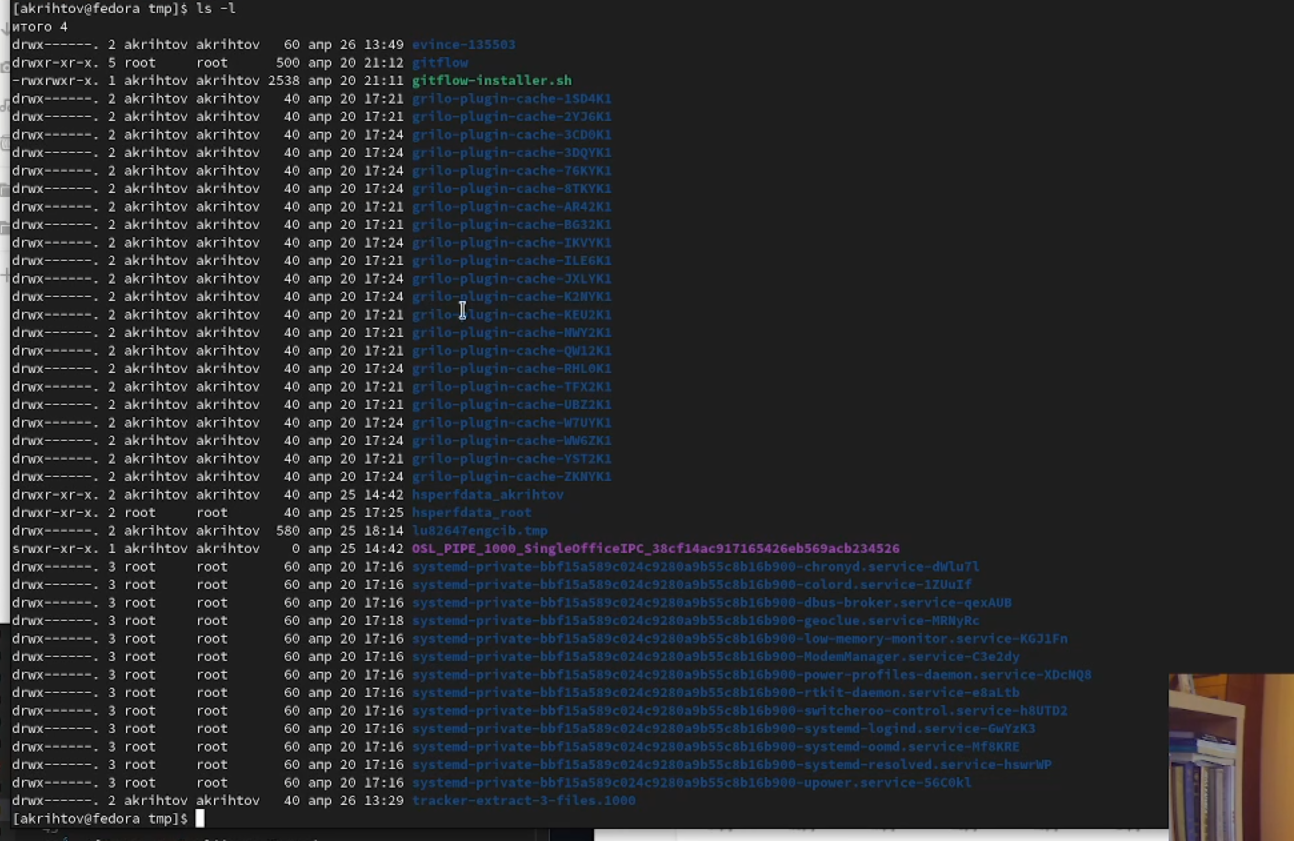 [akrihtov@fedora tmp]$ ls -l
итого 4
drwx------. 2 akrihtov akrihtov   60 апр 26 13:49 evince-135503
drwxr-xr-x. 5 root     root      500 апр 20 21:12 gitflow
-rwxrwxr-x. 1 akrihtov akrihtov 2538 апр 20 21:11 gitflow-installer.sh
drwx------. 2 akrihtov akrihtov   40 апр 20 17:21 grilo-plugin-cache-1SD4K1
drwx------. 2 akrihtov akrihtov   40 апр 20 17:21 grilo-plugin-cache-2YJ6K1
drwx------. 2 akrihtov akrihtov   40 апр 20 17:24 grilo-plugin-cache-3CD0K1
drwx------. 2 akrihtov akrihtov   40 апр 20 17:24 grilo-plugin-cache-3DQYK1
drwx------. 2 akrihtov akrihtov   40 апр 20 17:24 grilo-plugin-cache-76KYK1
drwx------. 2 akrihtov akrihtov   40 апр 20 17:24 grilo-plugin-cache-8TKYK1
drwx------. 2 akrihtov akrihtov   40 апр 20 17:21 grilo-plugin-cache-AR42K1
drwx------. 2 akrihtov akrihtov   40 апр 20 17:21 grilo-plugin-cache-BG32K1
drwx------. 2 akrihtov akrihtov   40 апр 20 17:24 grilo-plugin-cache-IKVYK1
drwx------. 2 akrihtov akrihtov   40 апр 20 17:21 grilo-plugin-cache-ILE6K1
drwx------. 2 akrihtov akrihtov   40 апр 20 17:24 grilo-plugin-cache-JXLYK1
drwx------. 2 akrihtov akrihtov   40 апр 20 17:24 grilo-plugin-cache-K2NYK1
drwx------. 2 akrihtov akrihtov   40 апр 20 17:21 grilo-plugin-cache-KEU2K1
drwx------. 2 akrihtov akrihtov   40 апр 20 17:21 grilo-plugin-cache-NWY2K1
drwx------. 2 akrihtov akrihtov   40 апр 20 17:21 grilo-plugin-cache-QW12K1
drwx------. 2 akrihtov akrihtov   40 апр 20 17:24 grilo-plugin-cache-RHL0K1
drwx------. 2 akrihtov akrihtov   40 апр 20 17:21 grilo-plugin-cache-TFX2K1
drwx------. 2 akrihtov akrihtov   40 апр 20 17:21 grilo-plugin-cache-UBZ2K1
drwx------. 2 akrihtov akrihtov   40 апр 20 17:24 grilo-plugin-cache-W7UYK1
drwx------. 2 akrihtov akrihtov   40 апр 20 17:24 grilo-plugin-cache-WW6ZK1
drwx------. 2 akrihtov akrihtov   40 апр 20 17:21 grilo-plugin-cache-YST2K1
drwx------. 2 akrihtov akrihtov   40 апр 20 17:24 grilo-plugin-cache-ZKNYK1
drwxr-xr-x. 2 akrihtov akrihtov   40 апр 25 14:42 hsperfdata_akrihtov
drwxr-xr-x. 2 root     root       40 апр 25 17:25 hsperfdata_root
drwx------. 2 akrihtov akrihtov  580 апр 25 18:14 lu82647engcib.tmp
srwxr-xr-x. 1 akrihtov akrihtov    0 апр 25 14:42 OSL_PIPE_1000_SingleOfficeIPC_38cf14ac917165426eb569acb234526
drwx------. 3 root     root       60 апр 20 17:16 systemd-private-bbf15a589c024c9280a9b55c8b16b900-chronyd.service-dWlu7l
drwx------. 3 root     root       60 апр 20 17:16 systemd-private-bbf15a589c024c9280a9b55c8b16b900-colord.service-1ZUuIf
drwx------. 3 root     root       60 апр 20 17:16 systemd-private-bbf15a589c024c9280a9b55c8b16b900-dbus-broker.service-qexAUB
drwx------. 3 root     root       60 апр 20 17:18 systemd-private-bbf15a589c024c9280a9b55c8b16b900-geoclue.service-MRNyRc
drwx------. 3 root     root       60 апр 20 17:16 systemd-private-bbf15a589c024c9280a9b55c8b16b900-low-memory-monitor.service-KGJ1Fn
drwx------. 3 root     root       60 апр 20 17:16 systemd-private-bbf15a589c024c9280a9b55c8b16b900-ModemManager.service-C3e2dy
drwx------. 3 root     root       60 апр 20 17:16 systemd-private-bbf15a589c024c9280a9b55c8b16b900-power-profiles-daemon.service-XDcNQ8
drwx------. 3 root     root       60 апр 20 17:16 systemd-private-bbf15a589c024c9280a9b55c8b16b900-rtkit-daemon.service-e8aLtb
drwx------. 3 root     root       60 апр 20 17:16 systemd-private-bbf15a589c024c9280a9b55c8b16b900-switcheroo-control.service-h8UTD2
drwx------. 3 root     root       60 апр 20 17:16 systemd-private-bbf15a589c024c9280a9b55c8b16b900-systemd-logind.service-GwYzK3
drwx------. 3 root     root       60 апр 20 17:16 systemd-private-bbf15a589c024c9280a9b55c8b16b900-systemd-oomd.service-Mf8KRE
drwx------. 3 root     root       60 апр 20 17:16 systemd-private-bbf15a589c024c9280a9b55c8b16b900-systemd-resolved.service-hswrWP
drwx------. 3 root     root       60 апр 20 17:16 systemd-private-bbf15a589c024c9280a9b55c8b16b900-upower.service-56C0kl
drwx------. 2 akrihtov akrihtov   40 апр 26 13:29 tracker-extract-3-files.1000
[akrihtov@fedora tmp]$